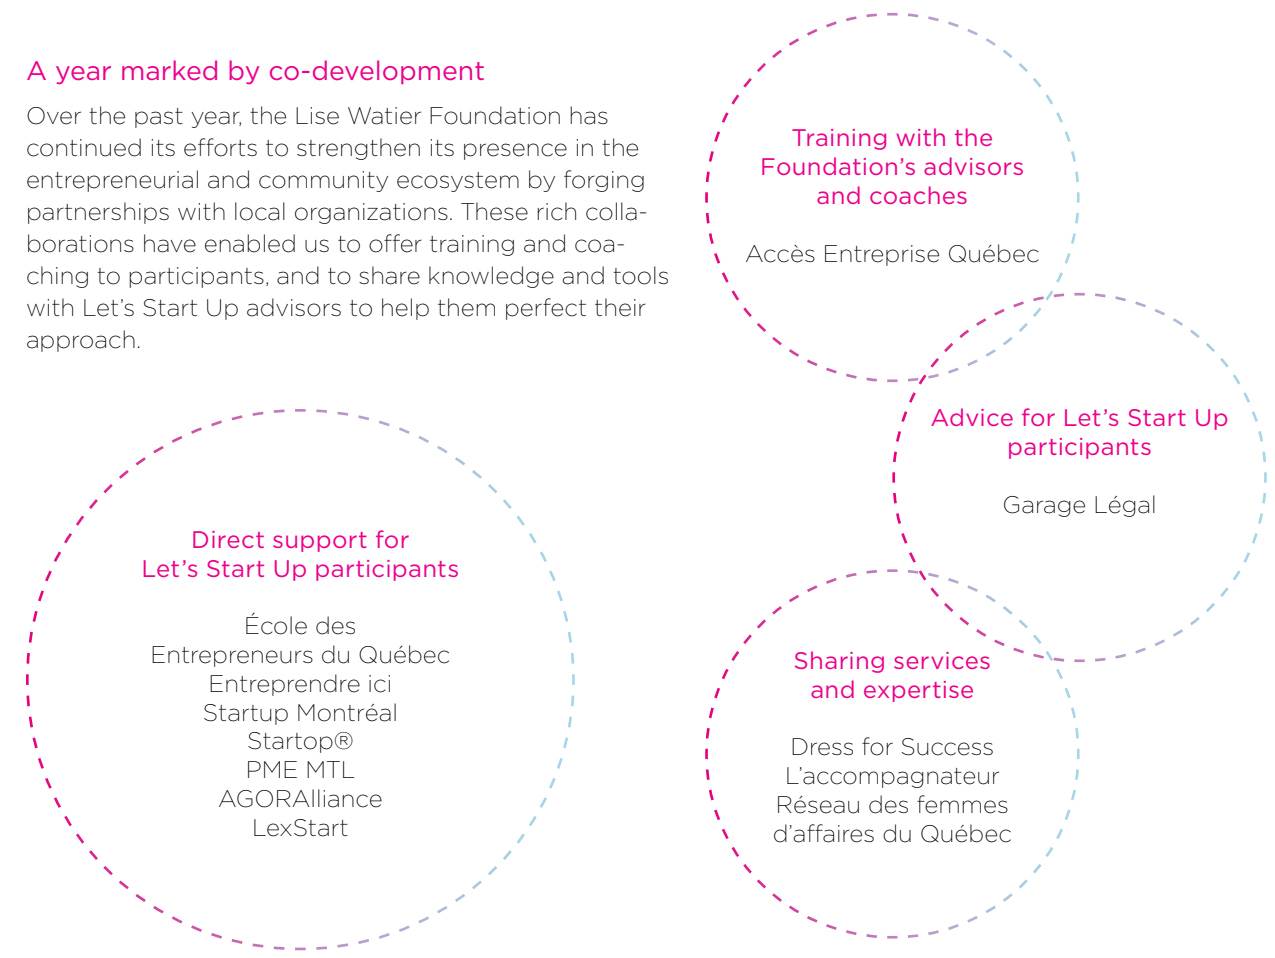 A year marked by co-development
Over the past year, the Lise Watier Foundation has
continued its efforts to strengthen its presence in the
entrepreneurial and community ecosystem by forging
partnerships with local organizations. These rich colla-
borations have enabled us to offer training and coa-
ching to participants, and to share knowledge and tools
with Let's Start Up advisors to help them perfect their
approach.
Training with the
Foundation's advisors
and coaches
Accès Entreprise Québec
Advice for Let's Start Up
participants
Garage Légal
Direct support for
Let's Start Up participants
École des
Entrepreneurs du Québec
Entreprendre ici
Startup Montréal
Startop®
PME MTL
AGORAlliance
LexStart
Sharing services
and expertise
Dress for Success
L'accompagnateur
Réseau des femmes
d'affaires du Québec